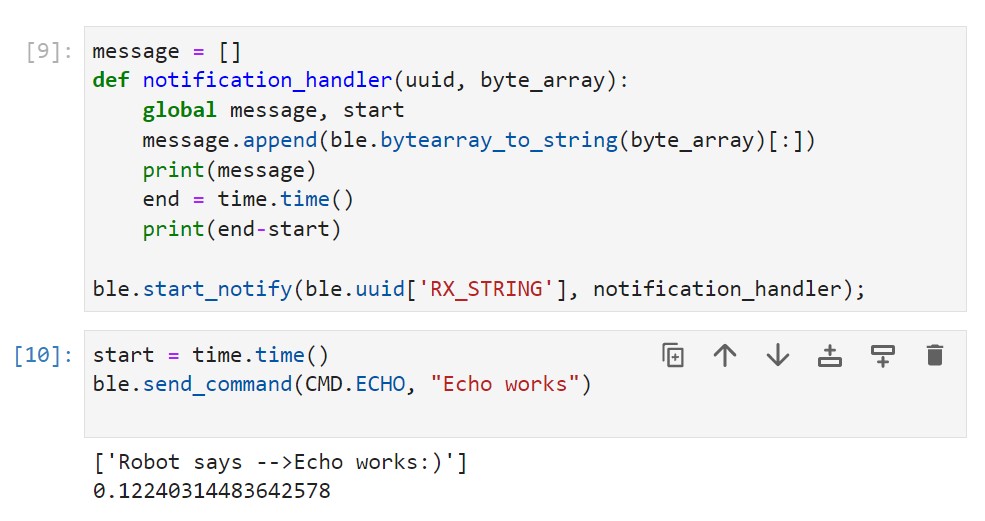 [9]: message = []
def notification_handler(uuid, byte_array):
    global message, start
    message.append(ble.bytearray_to_string(byte_array)[:])
    print(message)
    end = time.time()
    print(end-start)
ble.start_notify(ble.uuid['RX_STRING'], notification_handler);
[10]: start = time.time()
ble.send_command(CMD.ECHO, "Echo works")
['Robot says -->Echo works:)']
0.12240314483642578